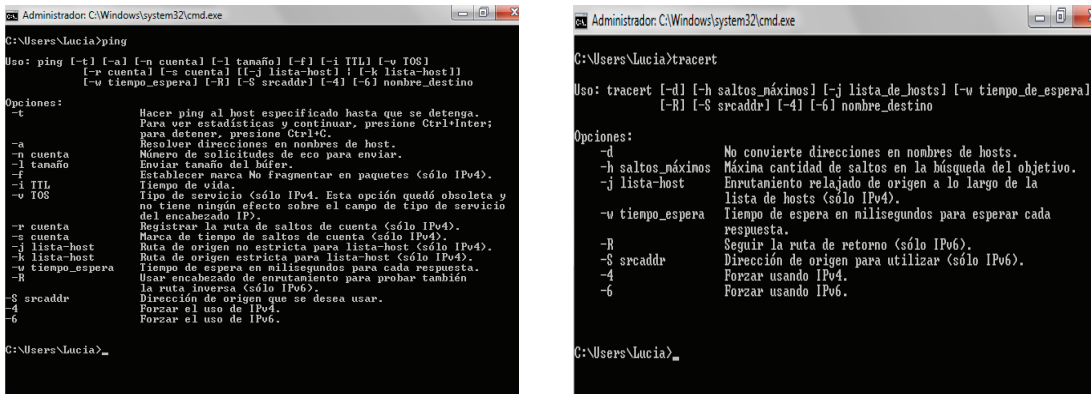 Administrador: C:\Windows\system32\cmd.exe
C:\Users\Lucia>ping
Uso: ping [-t] [-a] [-n cuenta] [-l tamaño] [-f] [-i TTL] [-v TOS]
[-r cuenta] [-s cuenta] [[-j lista-host] | [-k lista-host]]
[-w tiempo_espera] [-R] [-S srcaddr] [-4] [-6] nombre_destino
Opciones:
-t Hacer ping al host especificado hasta que se detenga.
Para ver estadísticas y continuar, presione Ctrl+Inter;
para detener, presione Ctrl+C.
-a Resolver direcciones en nombres de host.
-n cuenta Número de solicitudes de eco para enviar.
-l tamaño Enviar tamaño del búfer.
-f Establecer marca No fragmentar en paquetes (sólo IPv4).
-i TTL Tiempo de vida.
-v TOS Tipo de servicio (sólo IPv4. Esta opción quedó obsoleta y
no tiene ningún efecto sobre el campo de tipo de servicio
del encabezado IP).
-r cuenta Registrar la ruta de saltos de cuenta (sólo IPv4).
-s cuenta Marca de tiempo de saltos de cuenta (sólo IPv4).
-j lista-host Ruta de origen no estricta para lista-host (sólo IPv4).
-k lista-host Ruta de origen estricta para lista-host (sólo IPv4).
-w tiempo_espera Tiempo de espera en milisegundos para cada respuesta.
-R Usar encabezado de enrutamiento para probar también
la ruta inversa (sólo IPv6).
-S srcaddr Dirección de origen que se desea usar.
-4 Forzar el uso de IPv4.
-6 Forzar el uso de IPv6.
C:\Users\Lucia>_
Administrador: C:\Windows\system32\cmd.exe
C:\Users\Lucia>tracert
Uso: tracert [-d] [-h saltos_máximos] [-j lista_de_hosts] [-w tiempo_de_espera]
[-R] [-S srcaddr] [-4] [-6] nombre_destino
Opciones:
-d No convierte direcciones en nombres de hosts.
-h saltos_máximos Máxima cantidad de saltos en la búsqueda del objetivo.
-j lista-host Enrutamiento relajado de origen a lo largo de la
lista de hosts (sólo IPv4).
-w tiempo_espera Tiempo de espera en milisegundos para esperar cada
respuesta.
-R Seguir la ruta de retorno (sólo IPv6).
-S srcaddr Dirección de origen para utilizar (sólo IPv6).
-4 Forzar usando IPv4.
-6 Forzar usando IPv6.
C:\Users\Lucia>_